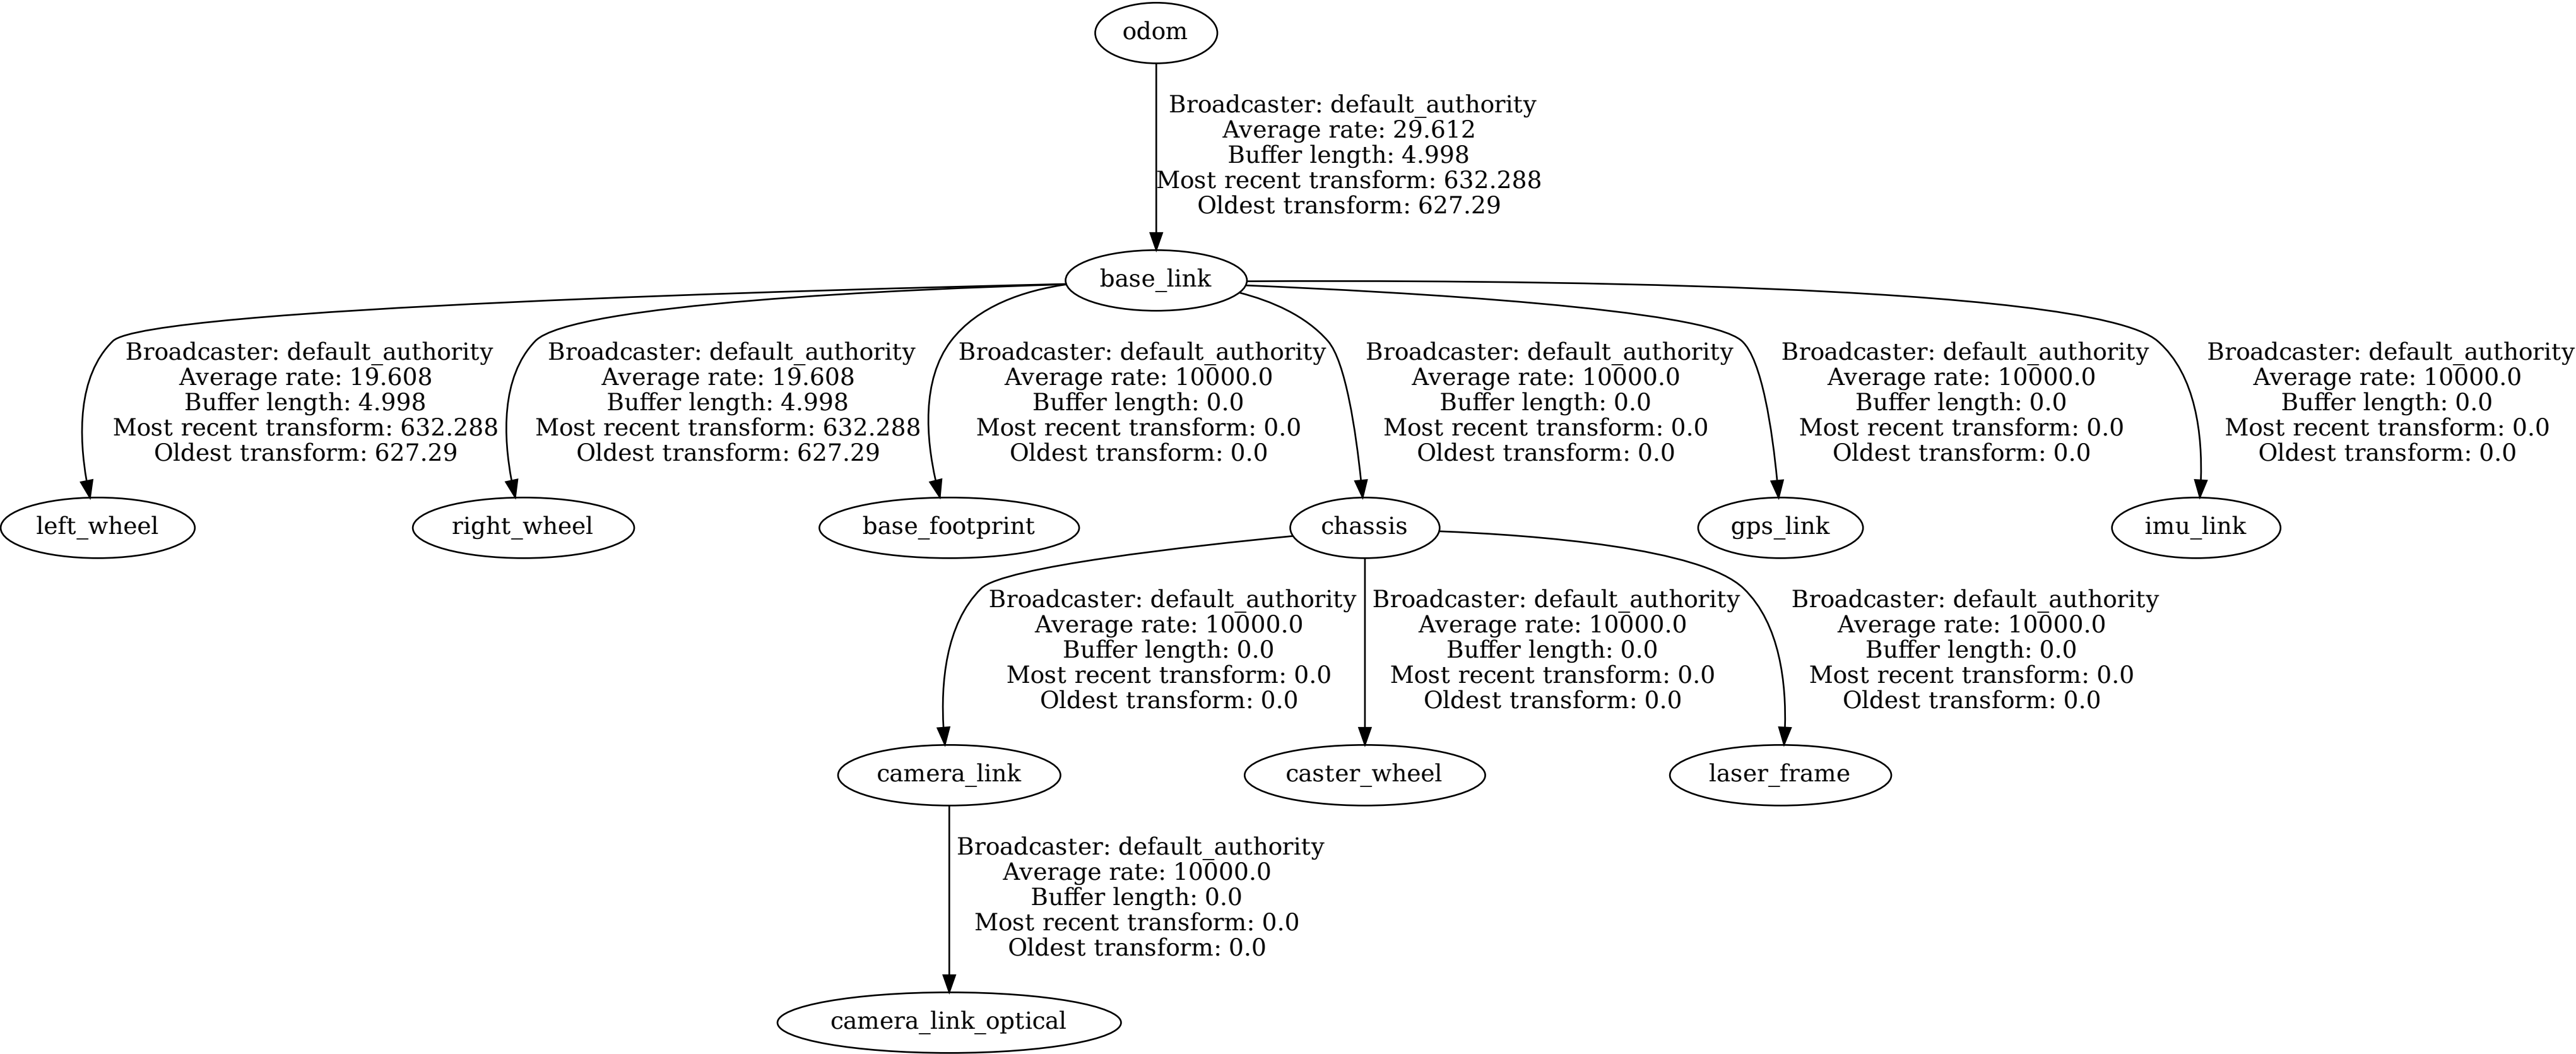 odom
Broadcaster: default_authority
Average rate: 29.612
Buffer length: 4.998
Most recent transform: 632.288
Oldest transform: 627.29
base_link
Broadcaster: default_authority
Average rate: 19.608
Buffer length: 4.998
Most recent transform: 632.288
Oldest transform: 627.29
Broadcaster: default_authority
Average rate: 19.608
Buffer length: 4.998
Most recent transform: 632.288
Oldest transform: 627.29
Broadcaster: default_authority
Average rate: 10000.0
Buffer length: 0.0
Most recent transform: 0.0
Oldest transform: 0.0
Broadcaster: default_authority
Average rate: 10000.0
Buffer length: 0.0
Most recent transform: 0.0
Oldest transform: 0.0
Broadcaster: default_authority
Average rate: 10000.0
Buffer length: 0.0
Most recent transform: 0.0
Oldest transform: 0.0
Broadcaster: default_authority
Average rate: 10000.0
Buffer length: 0.0
Most recent transform: 0.0
Oldest transform: 0.0
left_wheel
right_wheel
base_footprint
chassis
gps_link
imu_link
Broadcaster: default_authority
Average rate: 10000.0
Buffer length: 0.0
Most recent transform: 0.0
Oldest transform: 0.0
Broadcaster: default_authority
Average rate: 10000.0
Buffer length: 0.0
Most recent transform: 0.0
Oldest transform: 0.0
Broadcaster: default_authority
Average rate: 10000.0
Buffer length: 0.0
Most recent transform: 0.0
Oldest transform: 0.0
camera_link
caster_wheel
laser_frame
Broadcaster: default_authority
Average rate: 10000.0
Buffer length: 0.0
Most recent transform: 0.0
Oldest transform: 0.0
camera_link_optical